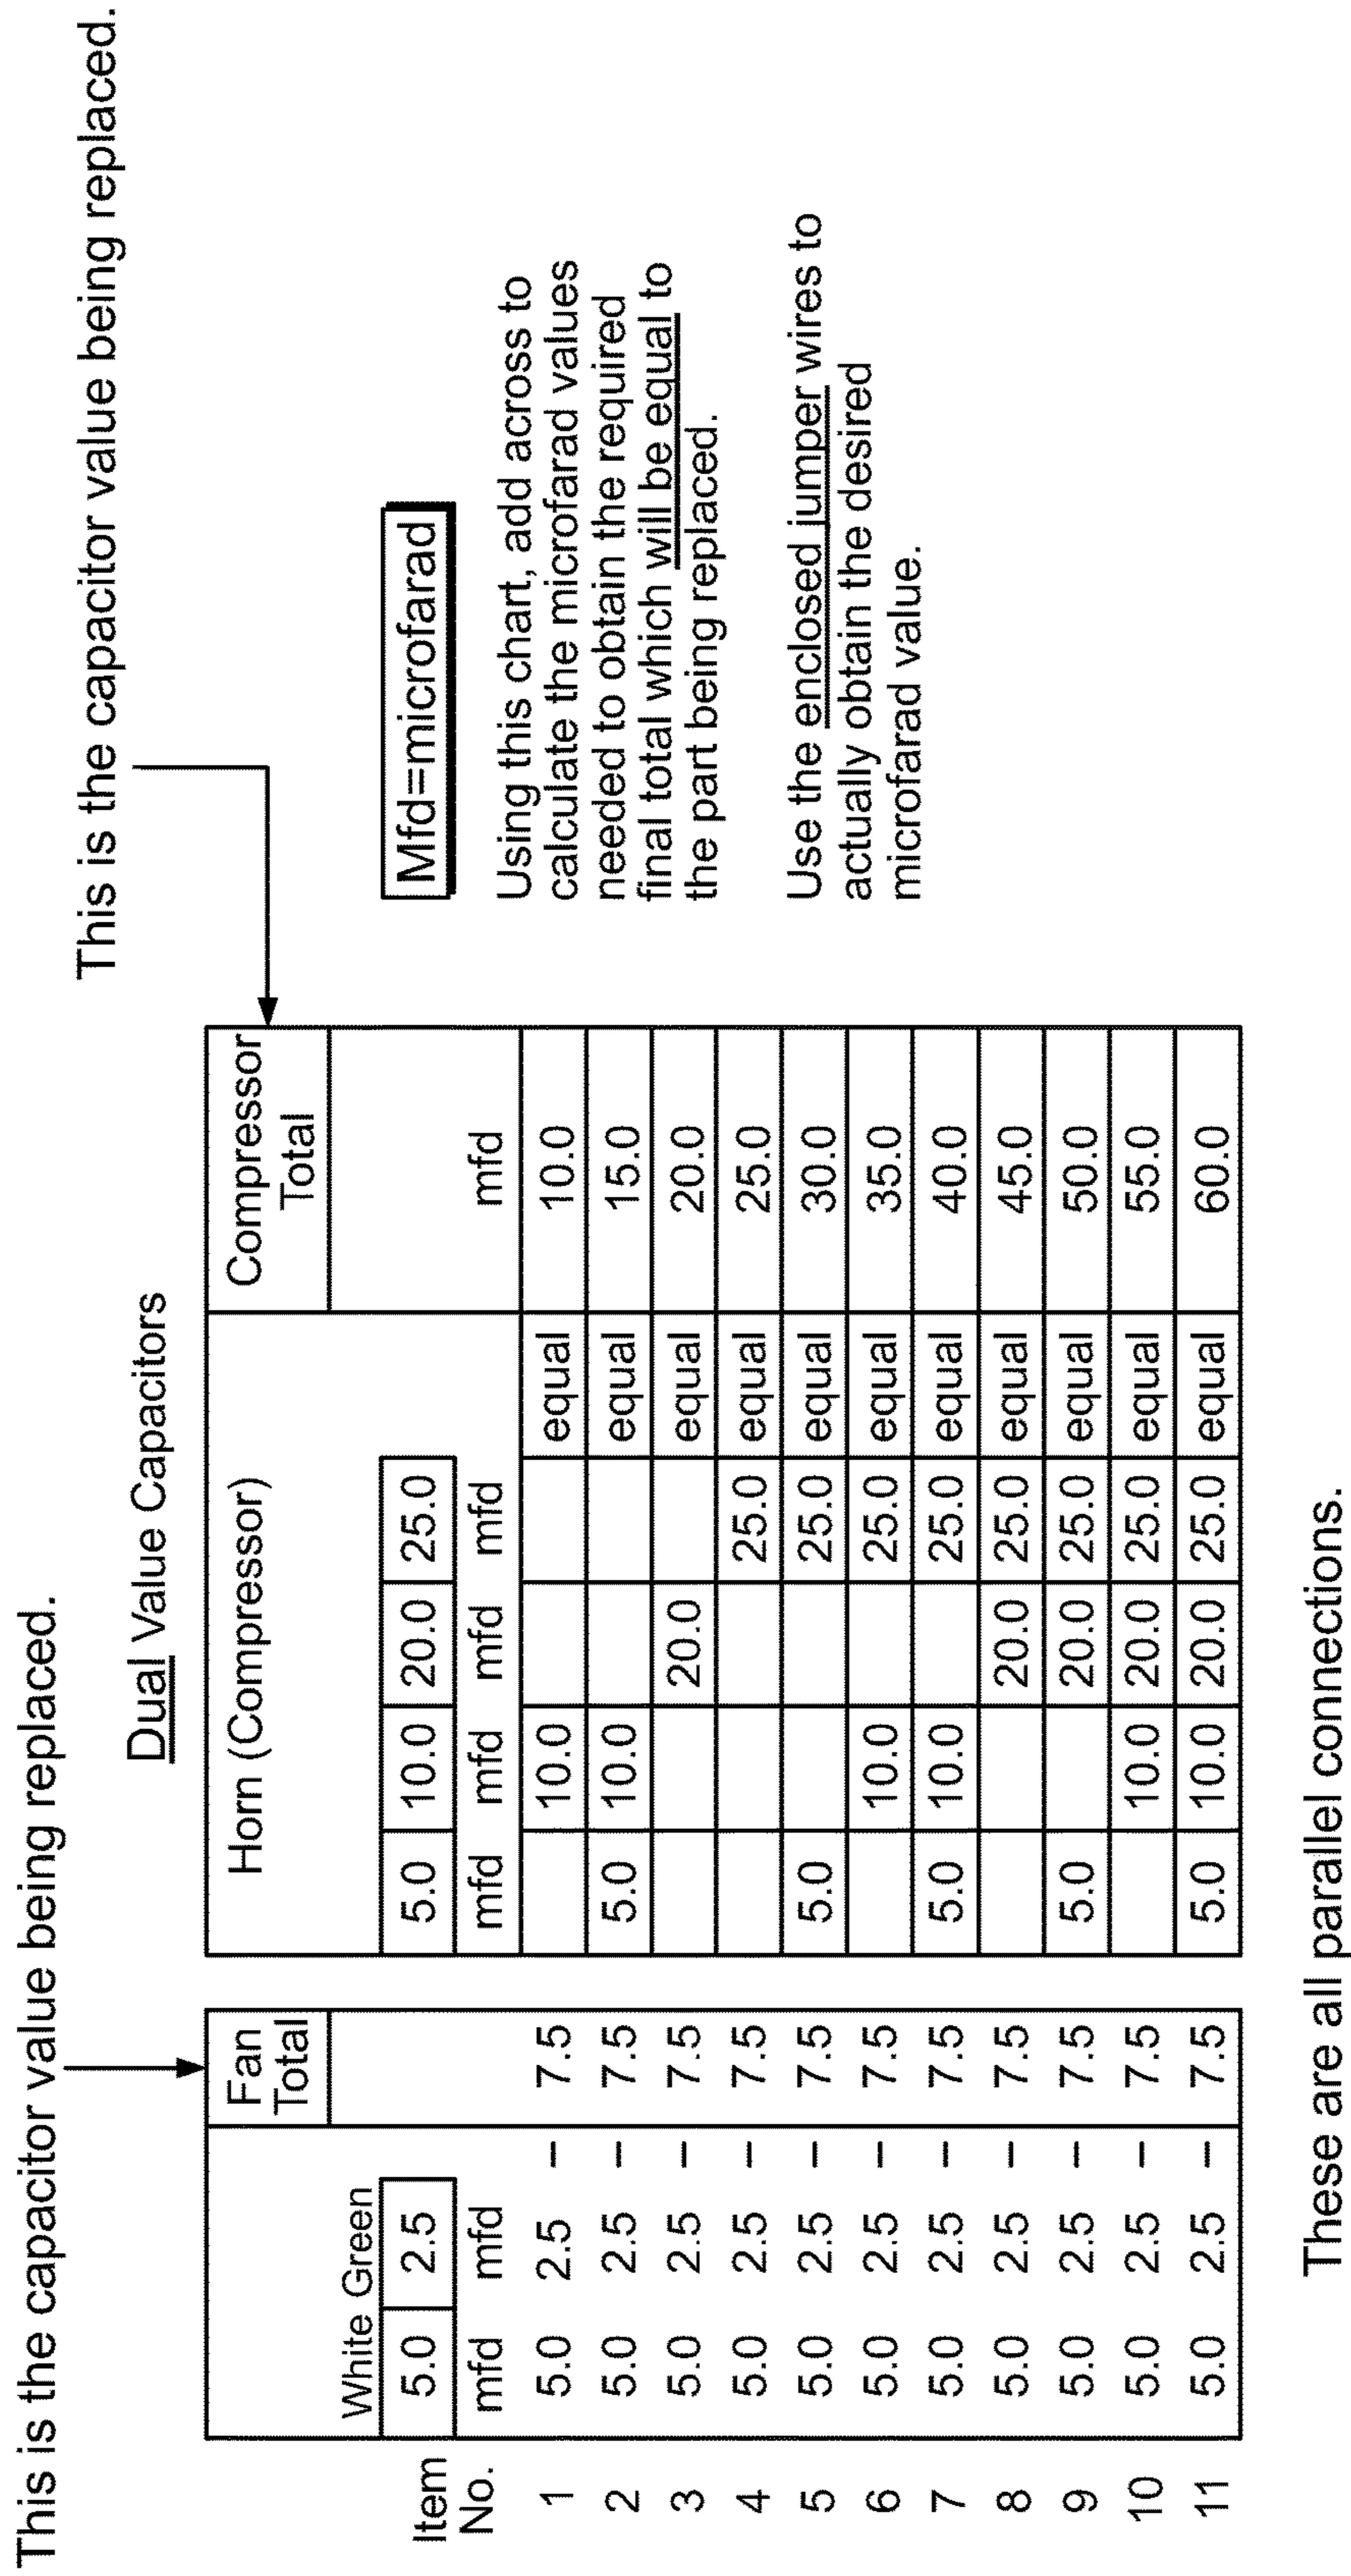 This is the capacitor value being replaced.
This is the capacitor value being replaced.
Dual Value Capacitors
Fan Total
Horn (Compressor)
Compressor Total
White Green
Item No.
5.0 2.5
5.0 10.0 20.0 25.0
mfd mfd mfd mfd mfd mfd mfd
1 5.0 2.5 – 7.5 10.0 equal 10.0
2 5.0 2.5 – 7.5 5.0 10.0 equal 15.0
3 5.0 2.5 – 7.5 20.0 equal 20.0
4 5.0 2.5 – 7.5 25.0 equal 25.0
5 5.0 2.5 – 7.5 5.0 25.0 equal 30.0
6 5.0 2.5 – 7.5 10.0 25.0 equal 35.0
7 5.0 2.5 – 7.5 5.0 10.0 25.0 equal 40.0
8 5.0 2.5 – 7.5 20.0 25.0 equal 45.0
9 5.0 2.5 – 7.5 5.0 20.0 25.0 equal 50.0
10 5.0 2.5 – 7.5 10.0 20.0 25.0 equal 55.0
11 5.0 2.5 – 7.5 5.0 10.0 20.0 25.0 equal 60.0
Mfd=microfarad
Using this chart, add across to
calculate the microfarad values
needed to obtain the required
final total which will be equal to
the part being replaced.
Use the enclosed jumper wires to
actually obtain the desired
microfarad value.
These are all parallel connections.